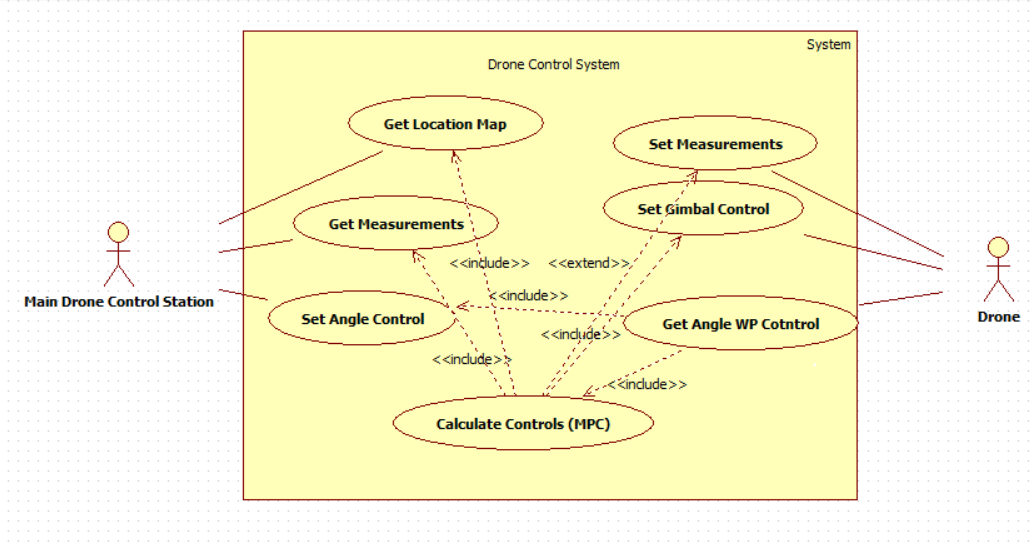 System
Drone Control System
Get Location Map
Set Measurements
Set Gimbal Control
Get Measurements
<<include>>
<<extend>>
<<include>>
Main Drone Control Station
Set Angle Control
Get Angle WP Cotntrol
Drone
<<include>>
<<include>>
<<include>>
Calculate Controls (MPC)